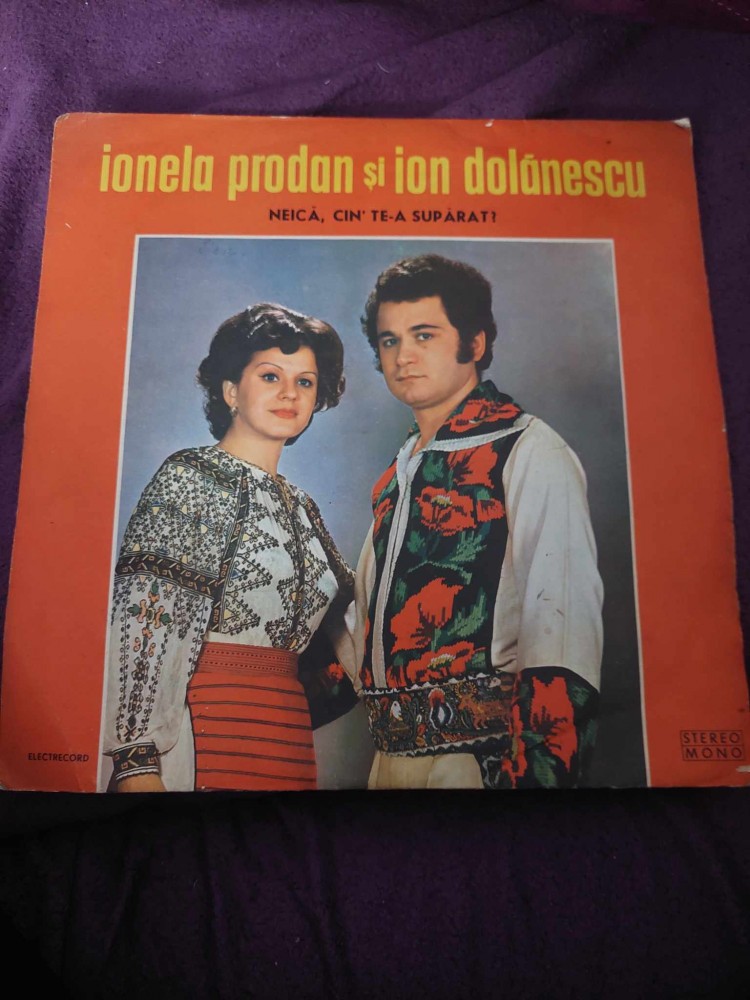 ionela prodan și ion dolănescu
NEICĂ, CIN' TE-A SUPĂRAT?
ELECTRECORD
STEREO
MONO